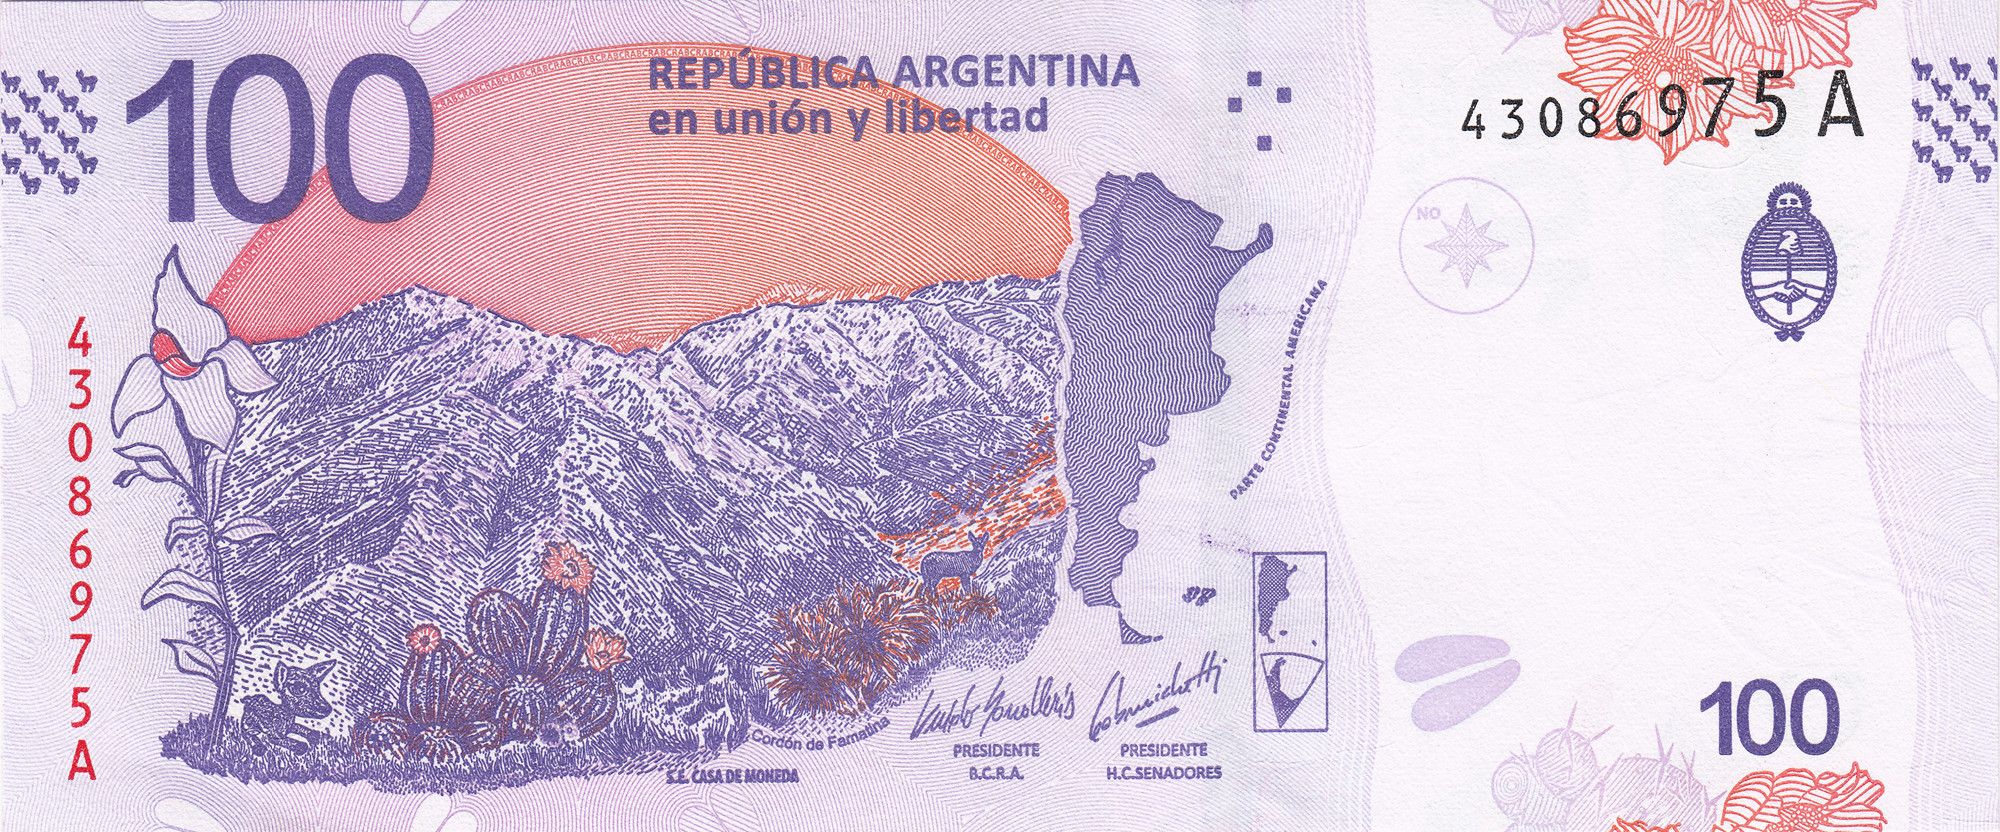 100
REPÚBLICA ARGENTINA
en unión y libertad
43086975 A
NO
PARTE CONTINENTAL AMERICANA
43086975A
Cordón de Famatina
S.E. CASA DE MONEDA
PRESIDENTE
B.C.R.A.
PRESIDENTE
H.C.SENADORES
100